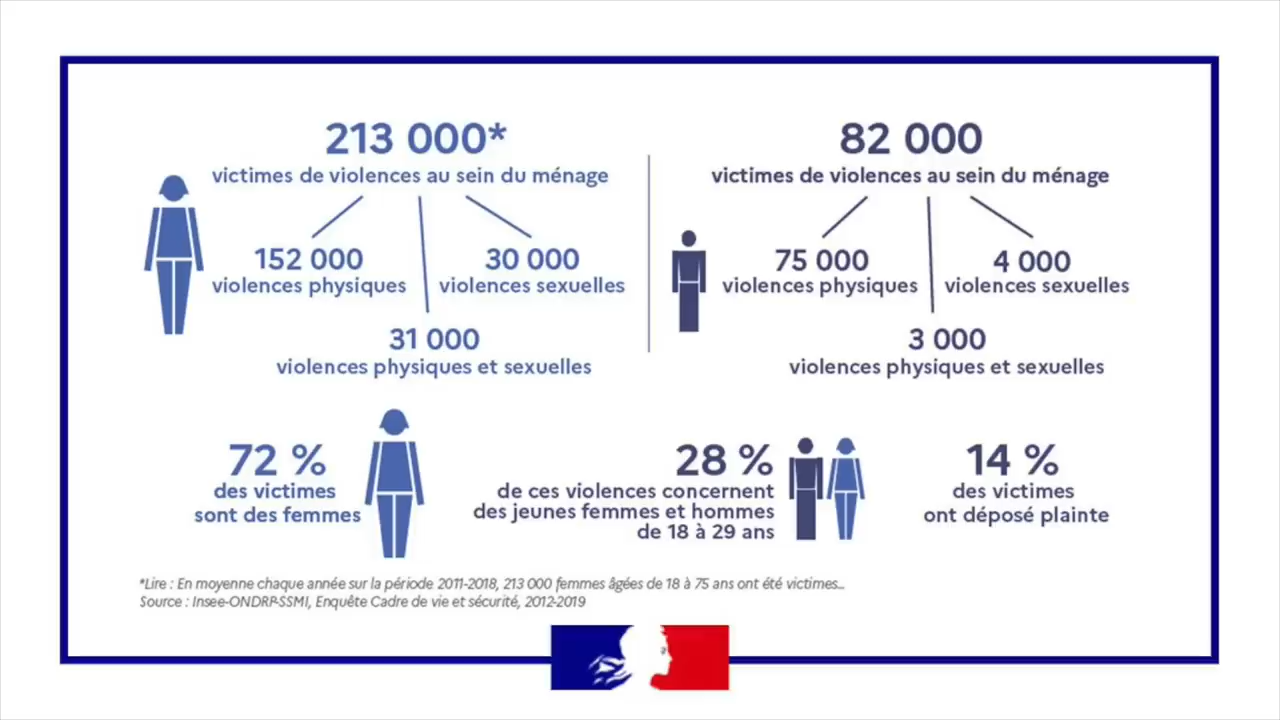 213 000*
victimes de violences au sein du ménage
152 000
violences physiques
30 000
violences sexuelles
31 000
violences physiques et sexuelles
82 000
victimes de violences au sein du ménage
75 000
violences physiques
4 000
violences sexuelles
3 000
violences physiques et sexuelles
72 %
des victimes
sont des femmes
28 %
de ces violences concernent
des jeunes femmes et hommes
de 18 à 29 ans
14 %
des victimes
ont déposé plainte
*Lire : En moyenne chaque année sur la période 2011-2018, 213 000 femmes âgées de 18 à 75 ans ont été victimes...
Source : Insee-ONDRP-SSMI, Enquête Cadre de vie et sécurité, 2012-2019